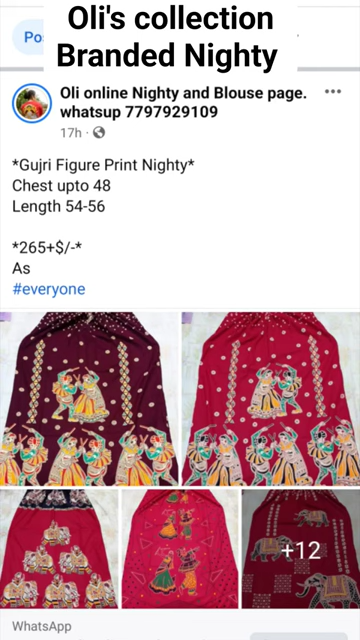 Oli's collection
Branded Nighty
Oli online Nighty and Blouse page.
whatsup 7797929109
17h ·
*Gujri Figure Print Nighty*
Chest upto 48
Length 54-56
*265+$/-*
As
#everyone
+12
WhatsApp